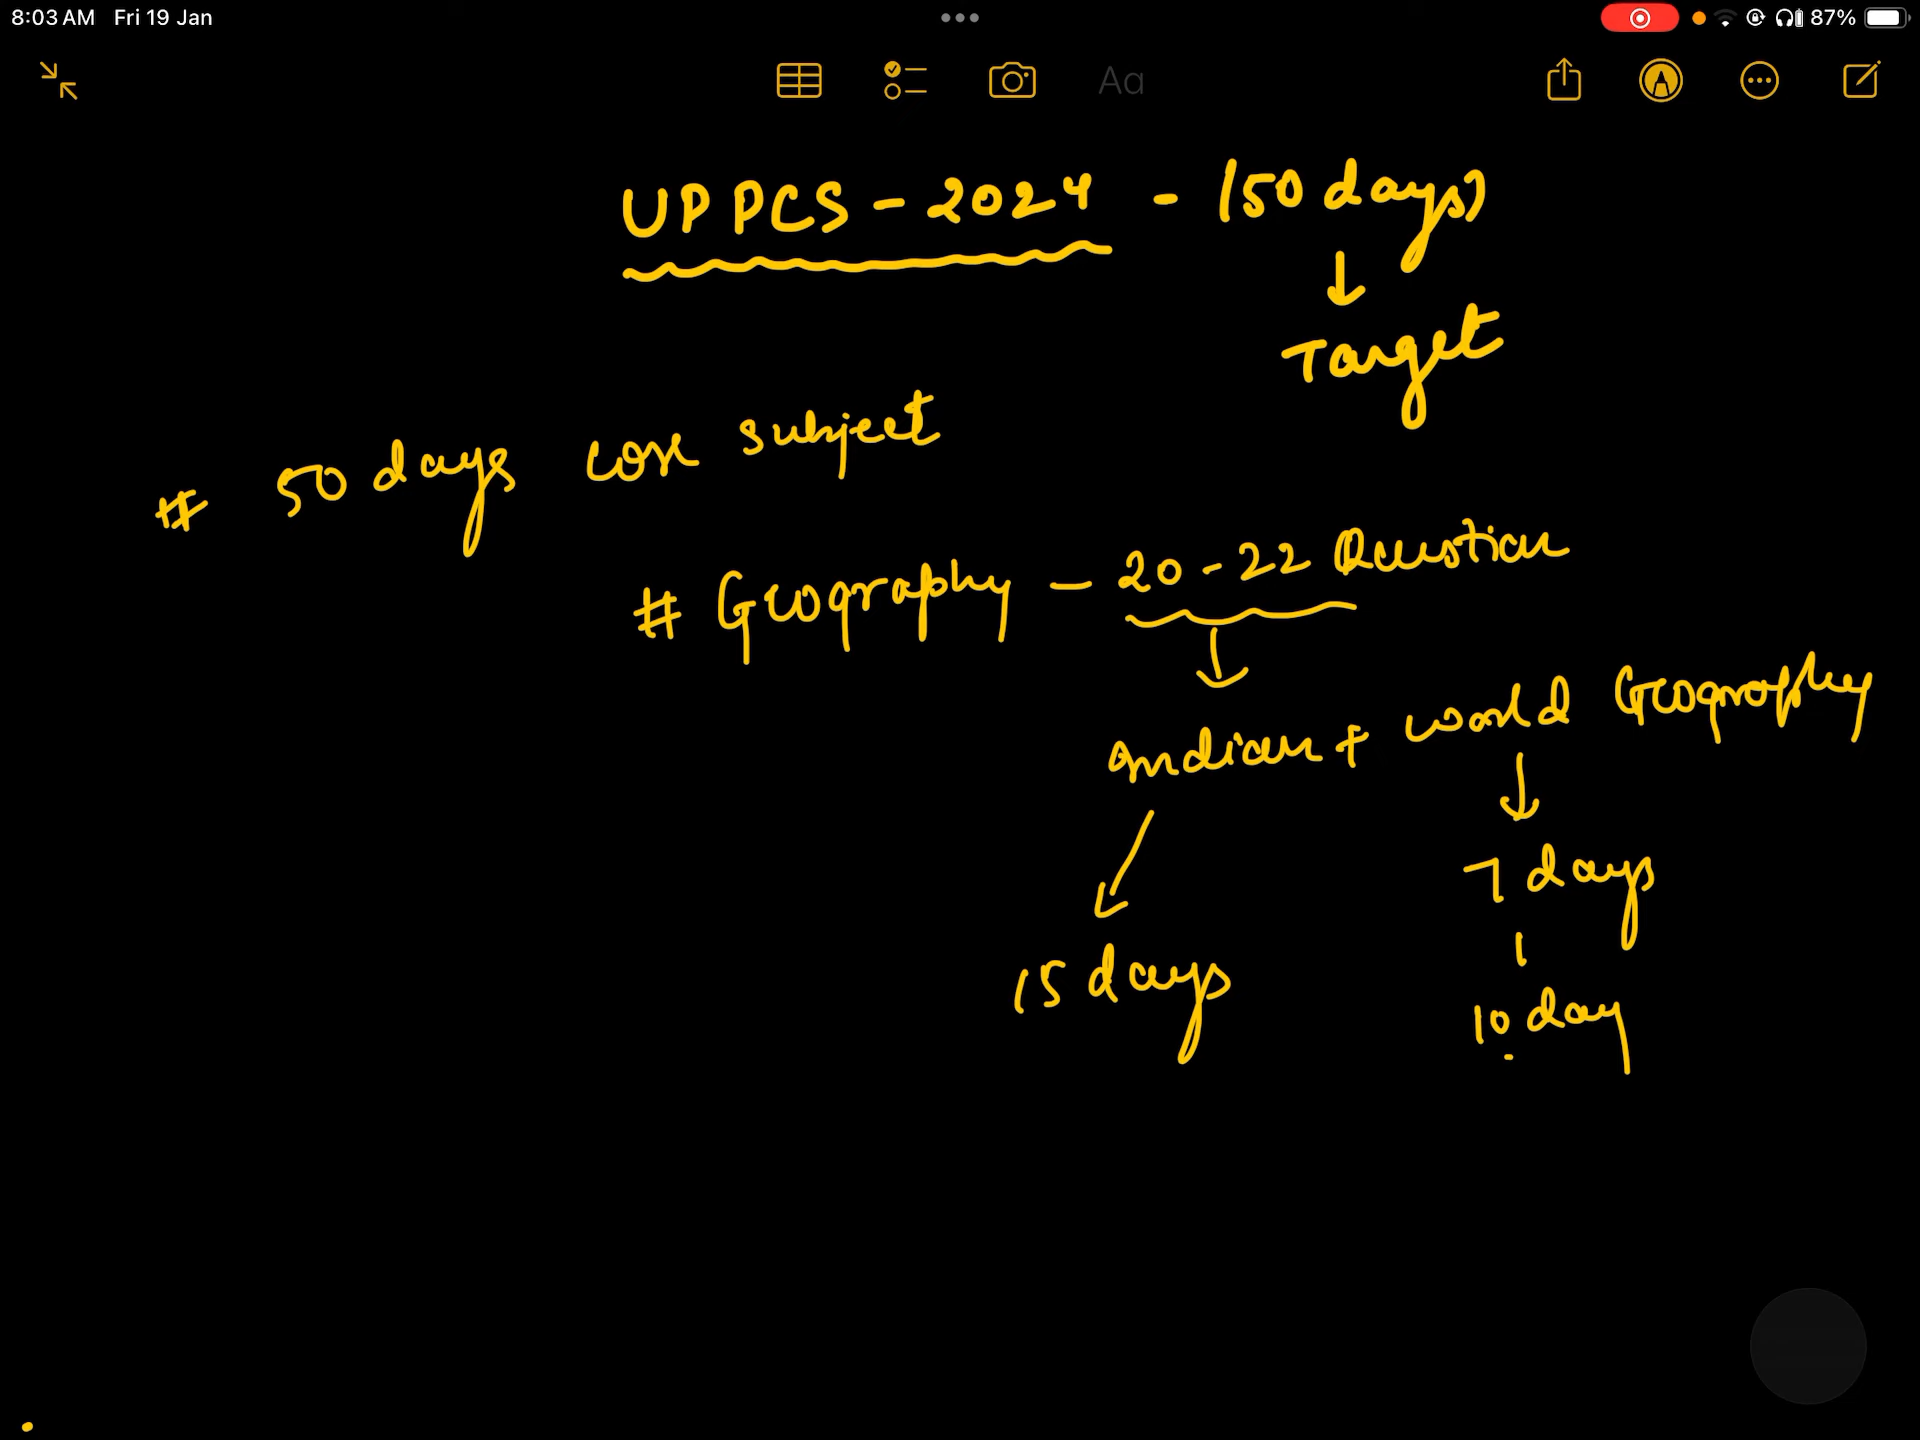 8:03 AM Fri 19 Jan 87%
Aa
UPPCS - 2024 - (50 days)
Target
# 50 days core subject
# Geography - 20-22 Question
Indian + world Geography
7 days
15 days
10 day